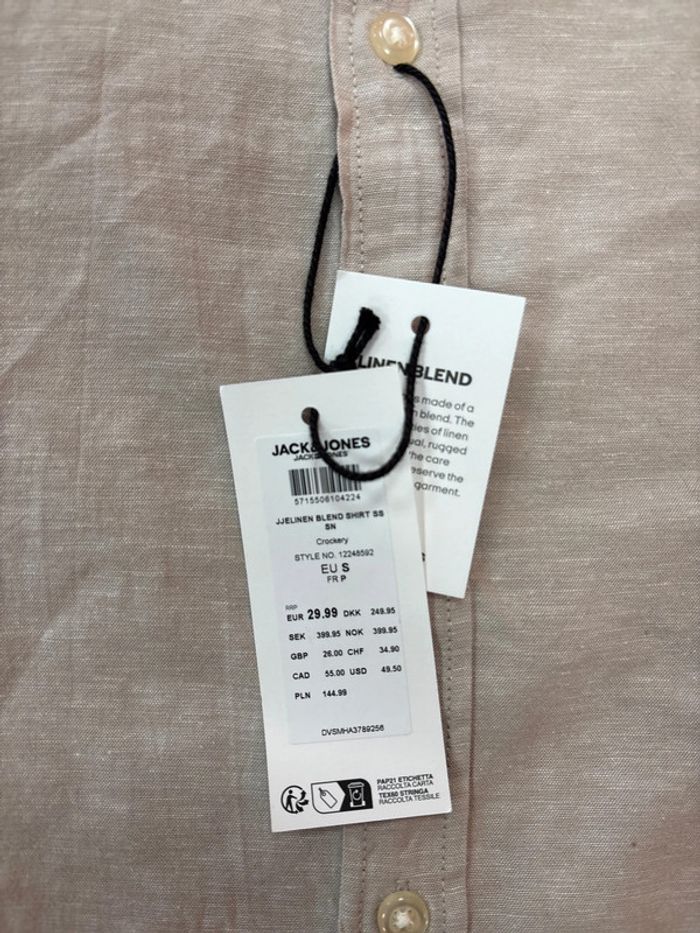 LINEN BLEND
s made of a
n blend. The
ies of linen
ual, rugged
he care
eserve the
garment.
JACK&JONES
JACK&JONES
5715506104224
JJELINEN BLEND SHIRT SS
SN
Crockery
STYLE NO. 12248592
EU S
FR P
RRP
EUR 29.99 DKK 249.95
SEK 399.95 NOK 399.95
GBP 26.00 CHF 34.90
CAD 55.00 USD 49.50
PLN 144.99
DVSMHA3789256
PAP21 ETICHETTA
RACCOLTA CARTA
TEX60 STRINGA
RACCOLTA TESSILE